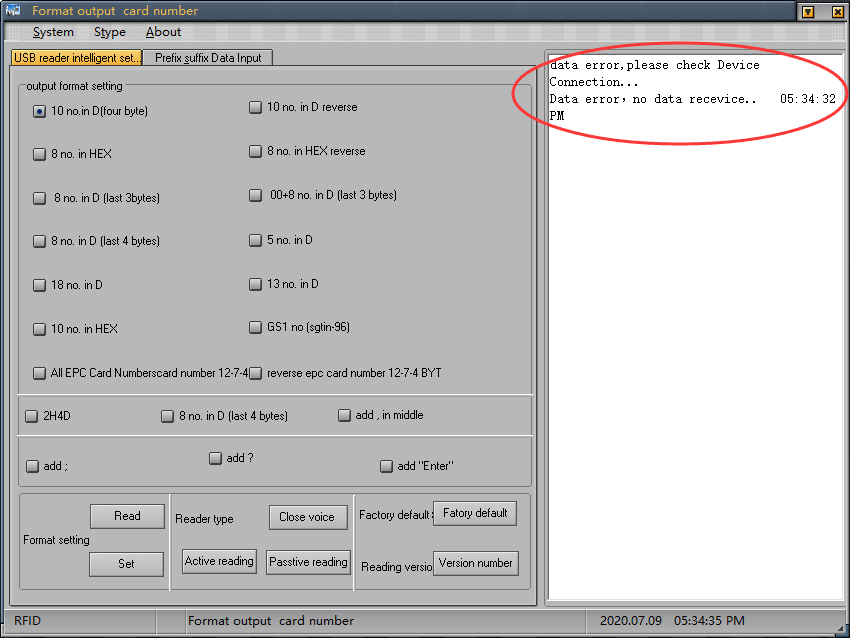 Format output card number
System Stype About
USB reader intelligent set... Prefix suffix Data Input
output format setting
10 no.in D(four byte) 10 no. in D reverse
8 no. in HEX 8 no. in HEX reverse
8 no. in D (last 3bytes) 00+8 no. in D (last 3 bytes)
8 no. in D (last 4 bytes) 5 no. in D
18 no. in D 13 no. in D
10 no. in HEX GS1 no (sgtin-96)
All EPC Card Numberscard number 12-7-4 reverse epc card number 12-7-4 BYT
2H4D 8 no. in D (last 4 bytes) add , in middle
add ; add ? add "Enter"
Format setting Read
Set
Reader type Close voice
Active reading Passtive reading
Factory default: Fatory default
Reading versio Version number
data error,please check Device
Connection...
Data error，no data recevice.. 05:34:32
PM
RFID Format output card number 2020.07.09 05:34:35 PM